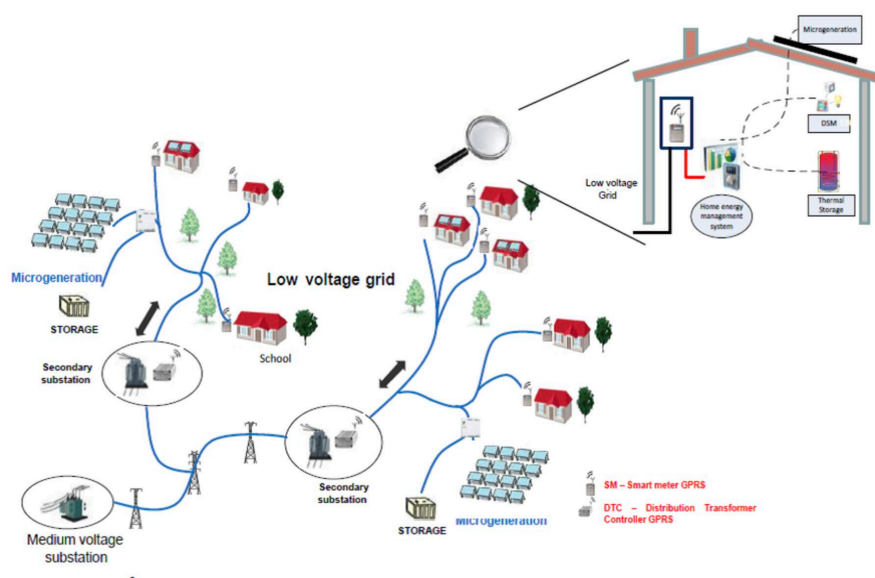 Microgeneration
DSM
Low voltage
Grid
Home energy
management
system
Thermal
Storage
Microgeneration
Low voltage grid
STORAGE
School
Secondary
substation
Secondary
substation
SM – Smart meter GPRS
DTC – Distribution Transformer
Controller GPRS
STORAGE
Microgeneration
Medium voltage
substation